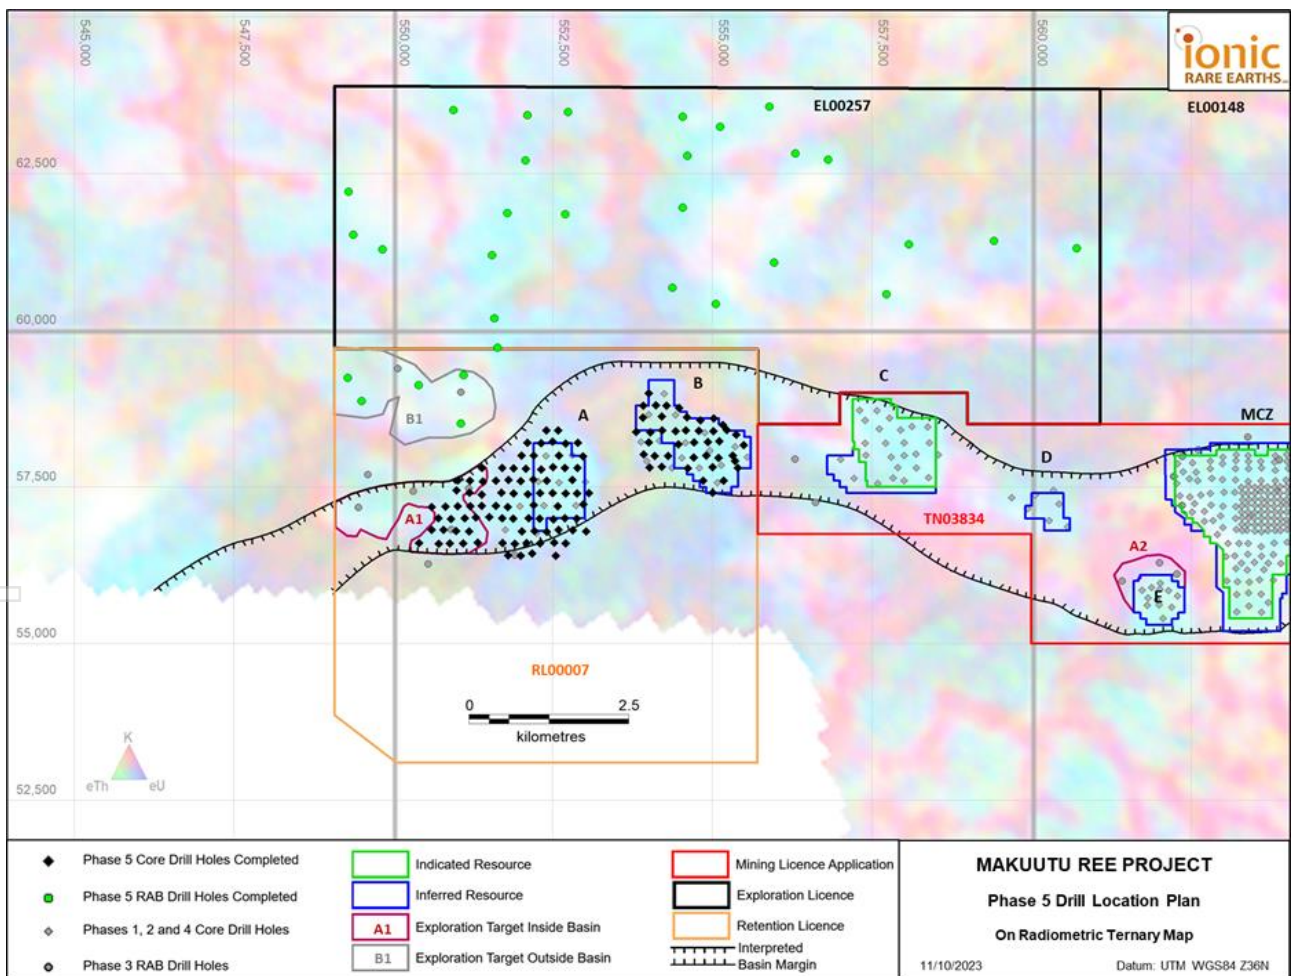 545,000
547,500
550,000
552,500
555,000
557,500
560,000
ionic
RARE EARTHS
EL00257
EL00148
62,500
60,000
57,500
55,000
52,500
B1
A
B
C
D
MCZ
A1
TN03834
A2
E
RL00007
0 2.5
kilometres
K
eTh eU
Phase 5 Core Drill Holes Completed
Phase 5 RAB Drill Holes Completed
Phases 1, 2 and 4 Core Drill Holes
Phase 3 RAB Drill Holes
Indicated Resource
Inferred Resource
A1 Exploration Target Inside Basin
B1 Exploration Target Outside Basin
Mining Licence Application
Exploration Licence
Retention Licence
Interpreted
Basin Margin
MAKUUTU REE PROJECT
Phase 5 Drill Location Plan
On Radiometric Ternary Map
11/10/2023 Datum: UTM WGS84 Z36N